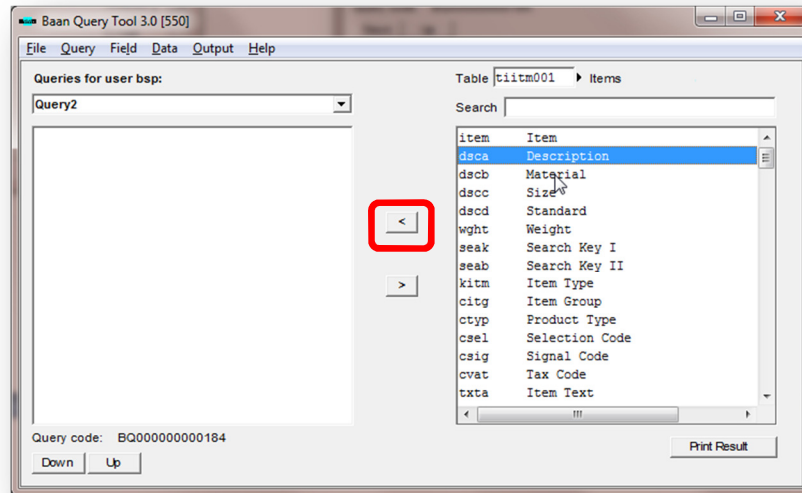 Baan Query Tool 3.0 [550]
File Query Field Data Output Help
Queries for user bsp:
Table tiitm001 Items
Query2
Search
item Item
dsca Description
dscb Material
dscc Size
dscd Standard
wght Weight
seak Search Key I
seab Search Key II
kitm Item Type
citg Item Group
ctyp Product Type
csel Selection Code
csig Signal Code
cvat Tax Code
txta Item Text
<
>
Query code: BQ000000000184
Down Up
Print Result